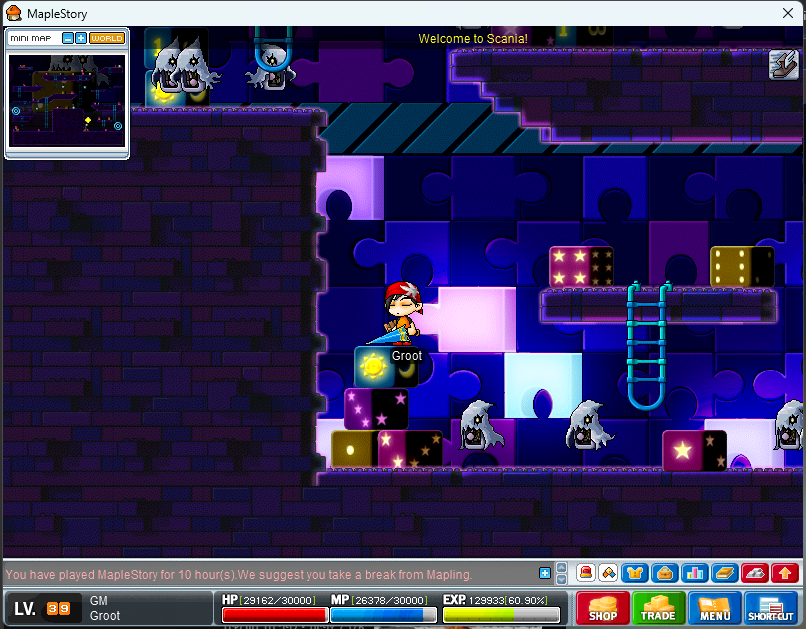 MapleStory
MINI MAP
WORLD
Welcome to Scania!
Groot
You have played MapleStory for 10 hour(s).We suggest you take a break from Mapling.
LV. 39
GM
Groot
HP[29162/30000] MP[26378/30000] EXP 129933[60.90%]
SHOP
TRADE
MENU
SHORTCUT